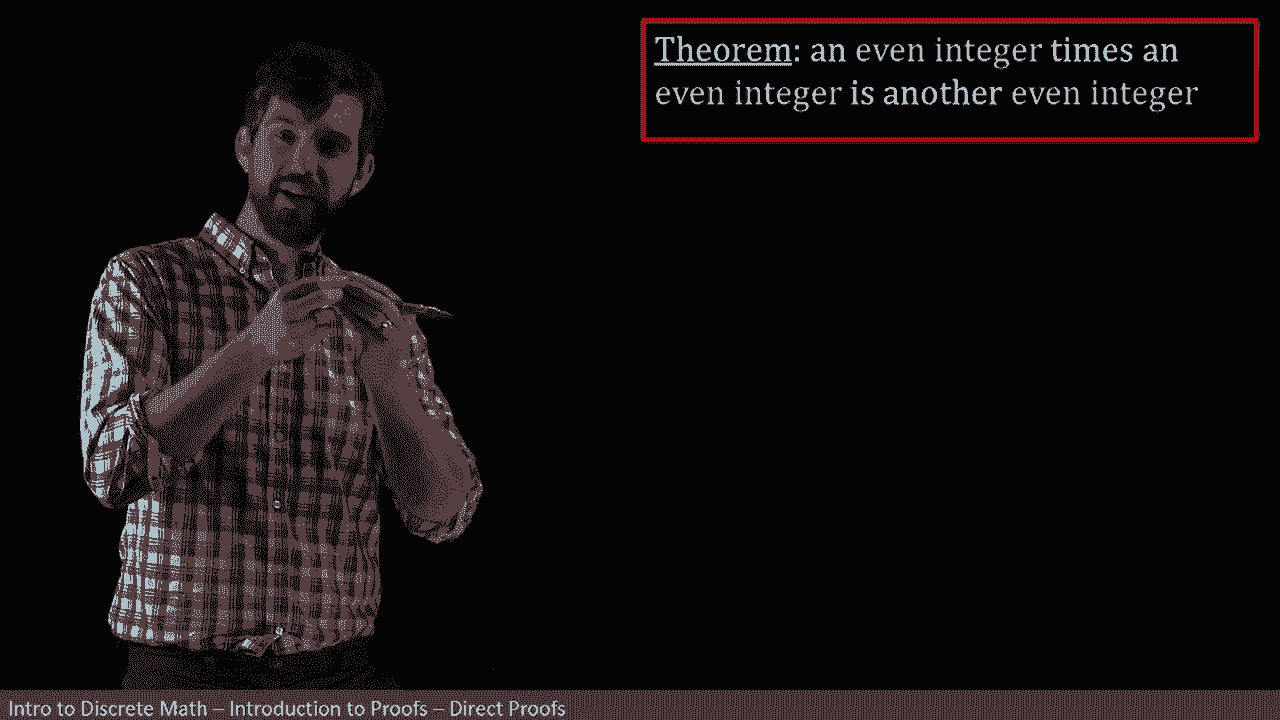 Theorem: an even integer times an
even integer is another even integer
Intro to Discrete Math – Introduction to Proofs – Direct Proofs